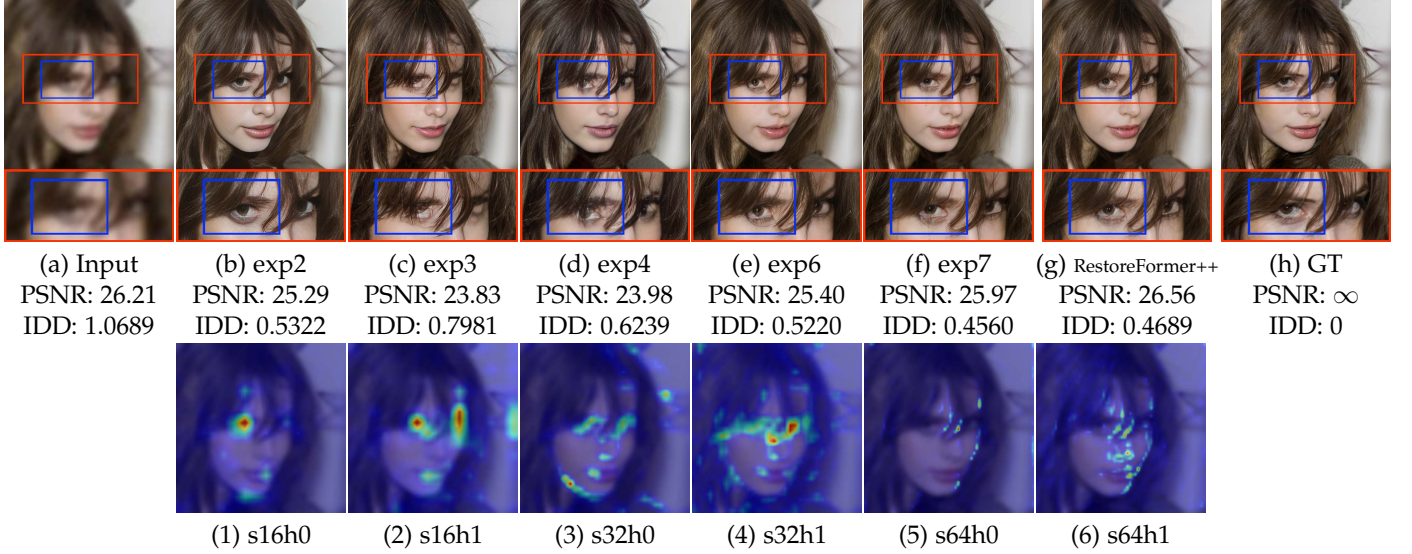 (a) Input (b) exp2 (c) exp3 (d) exp4 (e) exp6 (f) exp7 (g) RestoreFormer++ (h) GT
PSNR: 26.21 PSNR: 25.29 PSNR: 23.83 PSNR: 23.98 PSNR: 25.40 PSNR: 25.97 PSNR: 26.56 PSNR: ∞
IDD: 1.0689 IDD: 0.5322 IDD: 0.7981 IDD: 0.6239 IDD: 0.5220 IDD: 0.4560 IDD: 0.4689 IDD: 0
(1) s16h0 (2) s16h1 (3) s32h0 (4) s32h1 (5) s64h0 (6) s64h1